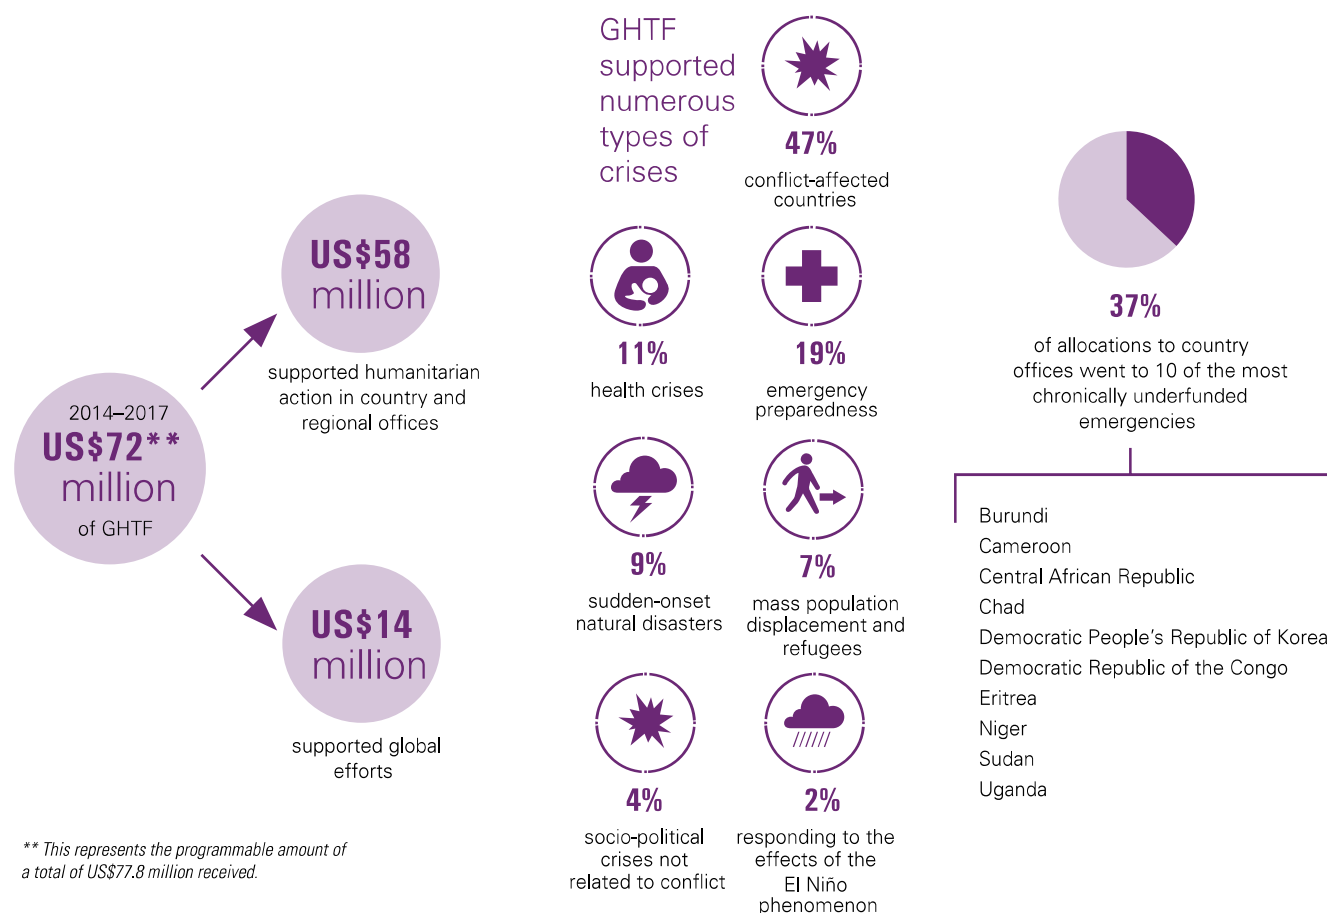 2014–2017
US$72**
million
of GHTF
US$58
million
supported humanitarian
action in country and
regional offices
US$14
million
supported global
efforts
** This represents the programmable amount of
a total of US$77.8 million received.
GHTF
supported
numerous
types of
crises
47%
conflict-affected
countries
11%
health crises
19%
emergency
preparedness
9%
sudden-onset
natural disasters
7%
mass population
displacement and
refugees
4%
socio-political
crises not
related to conflict
2%
responding to the
effects of the
El Niño
phenomenon
37%
of allocations to country
offices went to 10 of the most
chronically underfunded
emergencies
Burundi
Cameroon
Central African Republic
Chad
Democratic People's Republic of Korea
Democratic Republic of the Congo
Eritrea
Niger
Sudan
Uganda